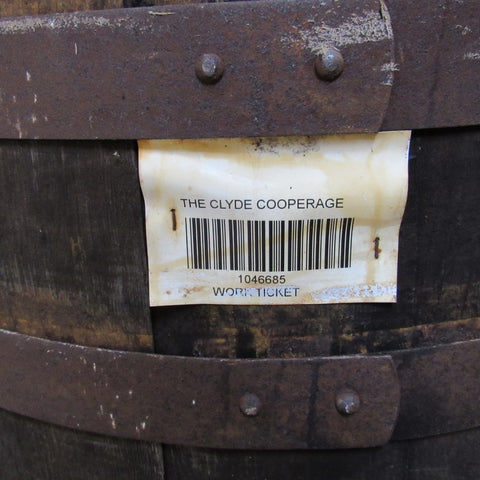 THE CLYDE COOPERAGE
1046685
WORK TICKET